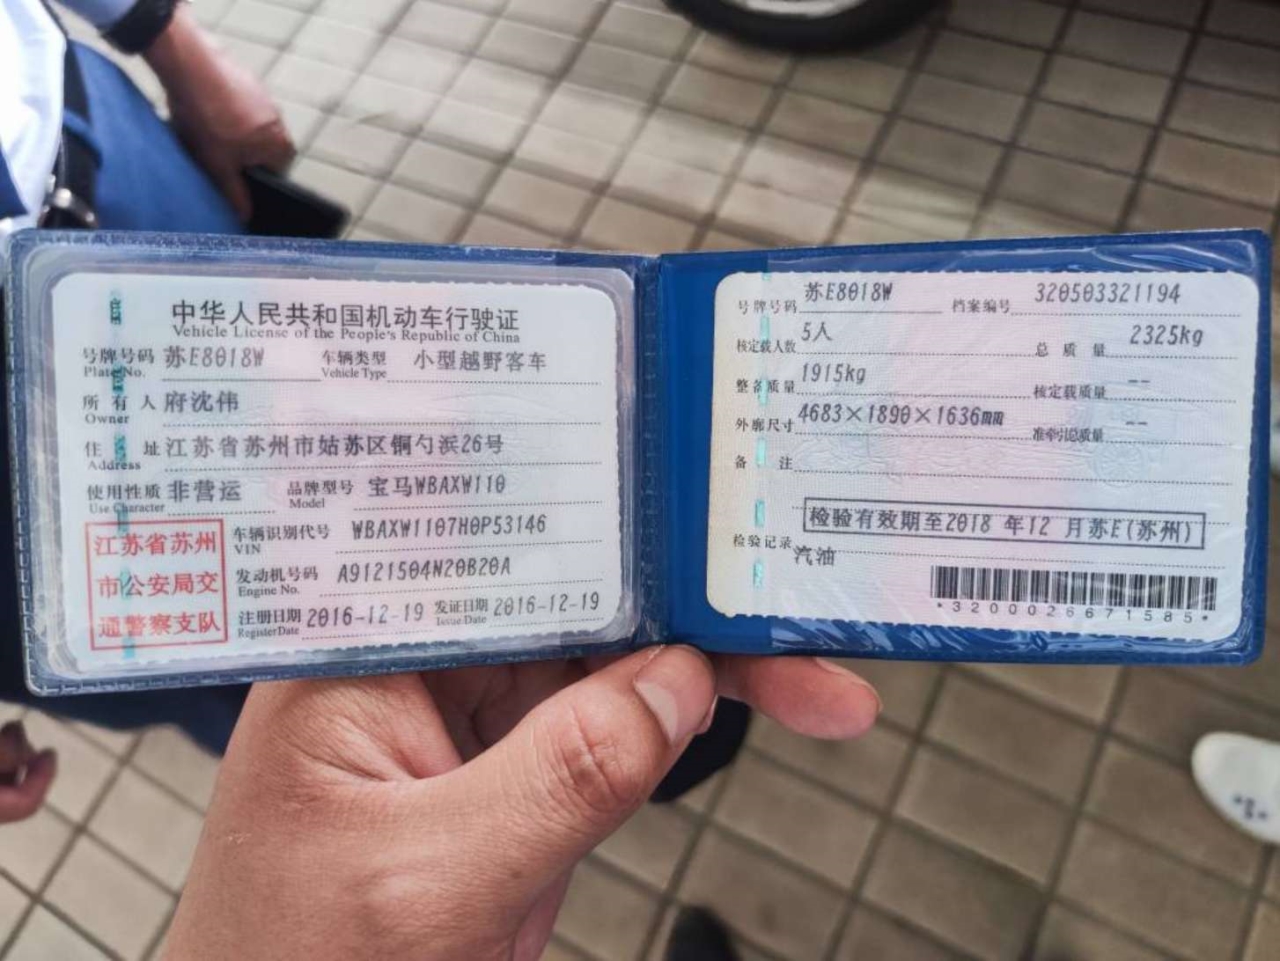 中华人民共和国机动车行驶证
Vehicle License of the People's Republic of China
号牌号码 苏E8018W 车辆类型 小型越野客车
Plate No. Vehicle Type
所有人 府沈伟
Owner
住址 江苏省苏州市姑苏区铜勺浜26号
Address
使用性质 非营运 品牌型号 宝马WBAXW110
Use Character Model
江苏省苏州
市公安局交
通警察支队
车辆识别代号 WBAXW1107H0P53146
VIN
发动机号码 A9121504N20B20A
Engine No.
注册日期 2016-12-19 发证日期 2016-12-19
Register Date Issue Date
号牌号码 苏E8018W 档案编号 320503321194
核定载人数 5人 总质量 2325kg
整备质量 1915kg 核定载质量 --
外廓尺寸 4683×1890×1636mm 准牵引总质量 --
备注
检验有效期至2018年12月苏E(苏州)
检验记录
汽油
*3200026671585*